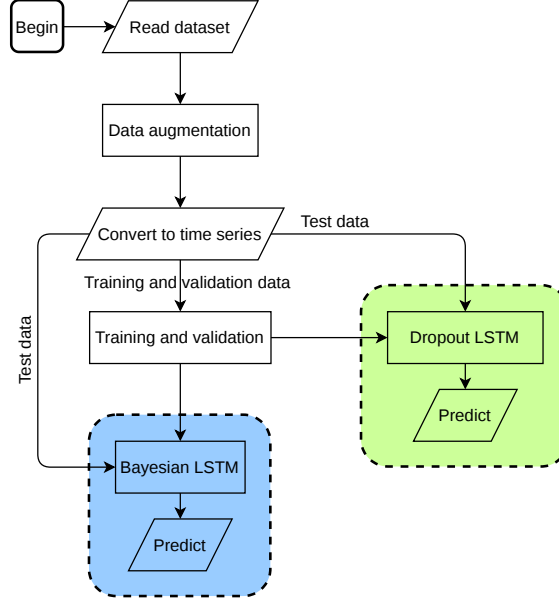 Begin
Read dataset
Data augmentation
Convert to time series
Test data
Training and validation data
Test data
Training and validation
Dropout LSTM
Predict
Bayesian LSTM
Predict